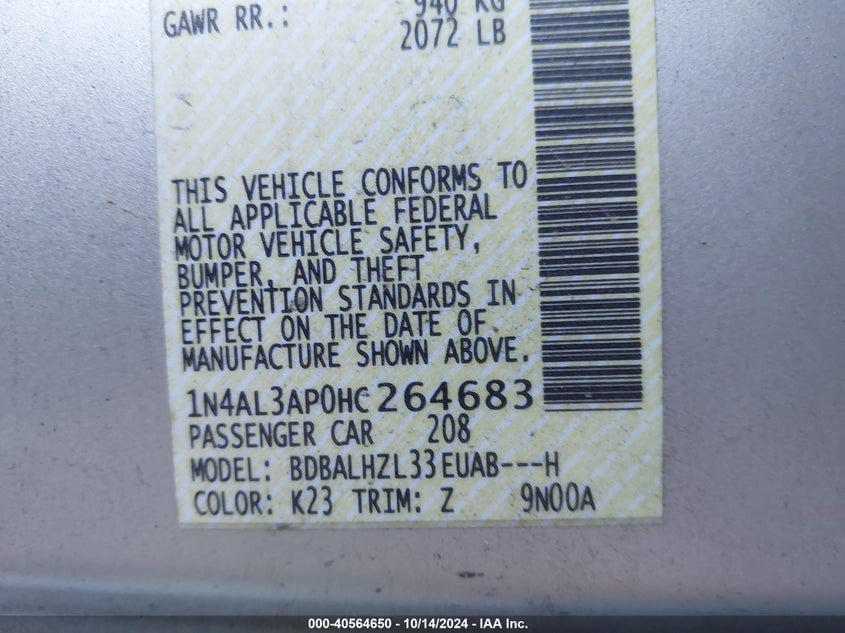 GAWR RR.: 940 KG
2072 LB
THIS VEHICLE CONFORMS TO
ALL APPLICABLE FEDERAL
MOTOR VEHICLE SAFETY,
BUMPER, AND THEFT
PREVENTION STANDARDS IN
EFFECT ON THE DATE OF
MANUFACTURE SHOWN ABOVE.
1N4AL3AP0HC264683
PASSENGER CAR 208
MODEL: BDBALHZL33EUAB---H
COLOR: K23 TRIM: Z 9N00A
000-40564650 - 10/14/2024 - IAA Inc.